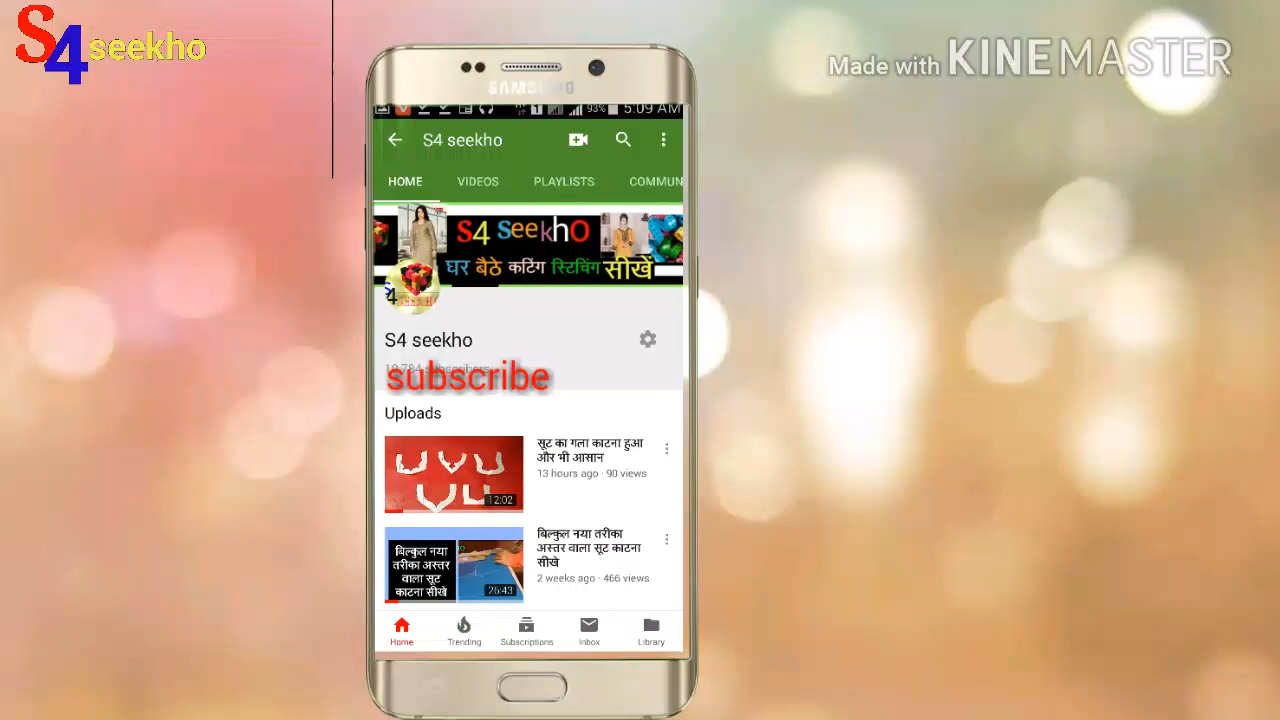 S4 seekho
Made with KINEMASTER
SAMSUNG
93% 5:09 AM
S4 seekho
HOME VIDEOS PLAYLISTS COMMUN
S4 SeekhO
घर बैठे कटिंग स्टिचिंग सीखें
S4 seekho
subscribe
Uploads
सूट का गला काटना हुआ
और भी आसान
13 hours ago · 90 views
12:02
बिल्कुल नया तरीका
अस्तर वाला सूट काटना
सीखे
2 weeks ago · 466 views
बिल्कुल नया
तरीका अस्तर
वाला सूट
काटना सीखे
26:43
Home Trending Subscriptions Inbox Library